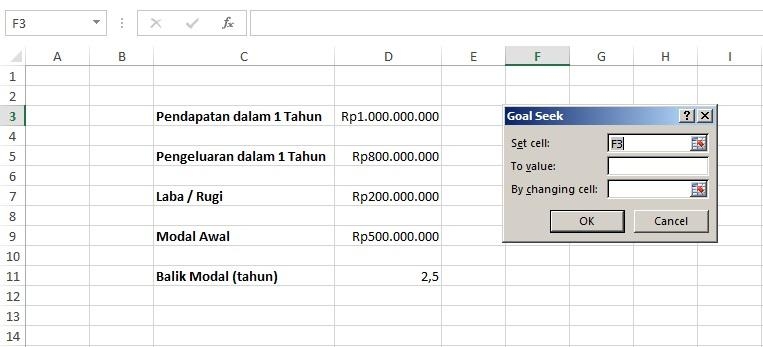 F3 fx
A B C D E F G H I
1
2
3 Pendapatan dalam 1 Tahun Rp1.000.000.000
4
5 Pengeluaran dalam 1 Tahun Rp800.000.000
6
7 Laba / Rugi Rp200.000.000
8
9 Modal Awal Rp500.000.000
10
11 Balik Modal (tahun) 2,5
12
13
14
Goal Seek ? X
Set cell: F3
To value:
By changing cell:
OK Cancel